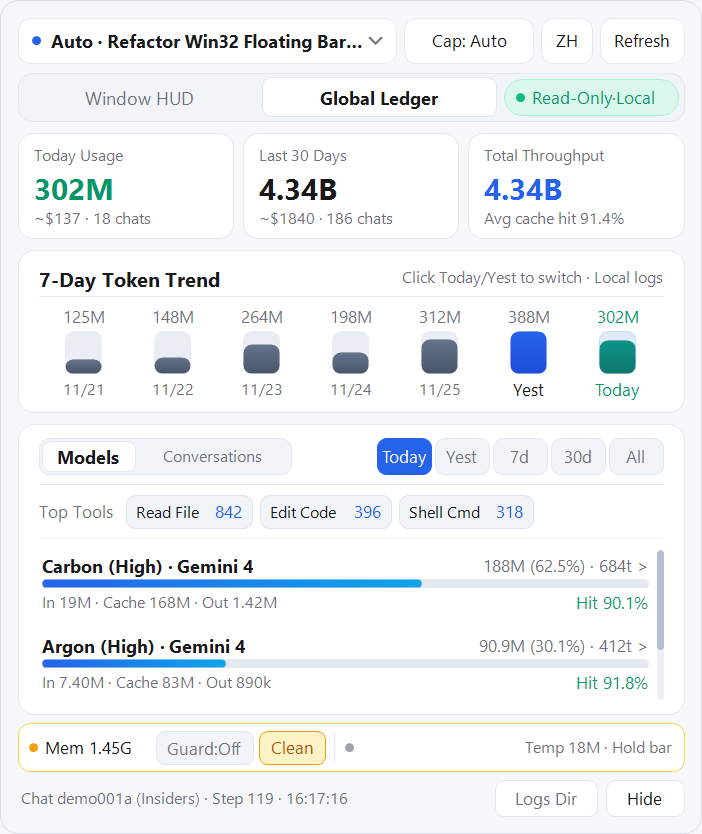 Auto · Refactor Win32 Floating Bar... Cap: Auto ZH Refresh
Window HUD Global Ledger Read-Only·Local
Today Usage Last 30 Days Total Throughput
302M 4.34B 4.34B
~$137 · 18 chats ~$1840 · 186 chats Avg cache hit 91.4%
7-Day Token Trend Click Today/Yest to switch · Local logs
125M 148M 264M 198M 312M 388M 302M
11/21 11/22 11/23 11/24 11/25 Yest Today
Models Conversations Today Yest 7d 30d All
Top Tools Read File 842 Edit Code 396 Shell Cmd 318
Carbon (High) · Gemini 4 188M (62.5%) · 684t >
In 19M · Cache 168M · Out 1.42M Hit 90.1%
Argon (High) · Gemini 4 90.9M (30.1%) · 412t >
In 7.40M · Cache 83M · Out 890k Hit 91.8%
Mem 1.45G Guard:Off Clean Temp 18M · Hold bar
Chat demo001a (Insiders) · Step 119 · 16:17:16 Logs Dir Hide